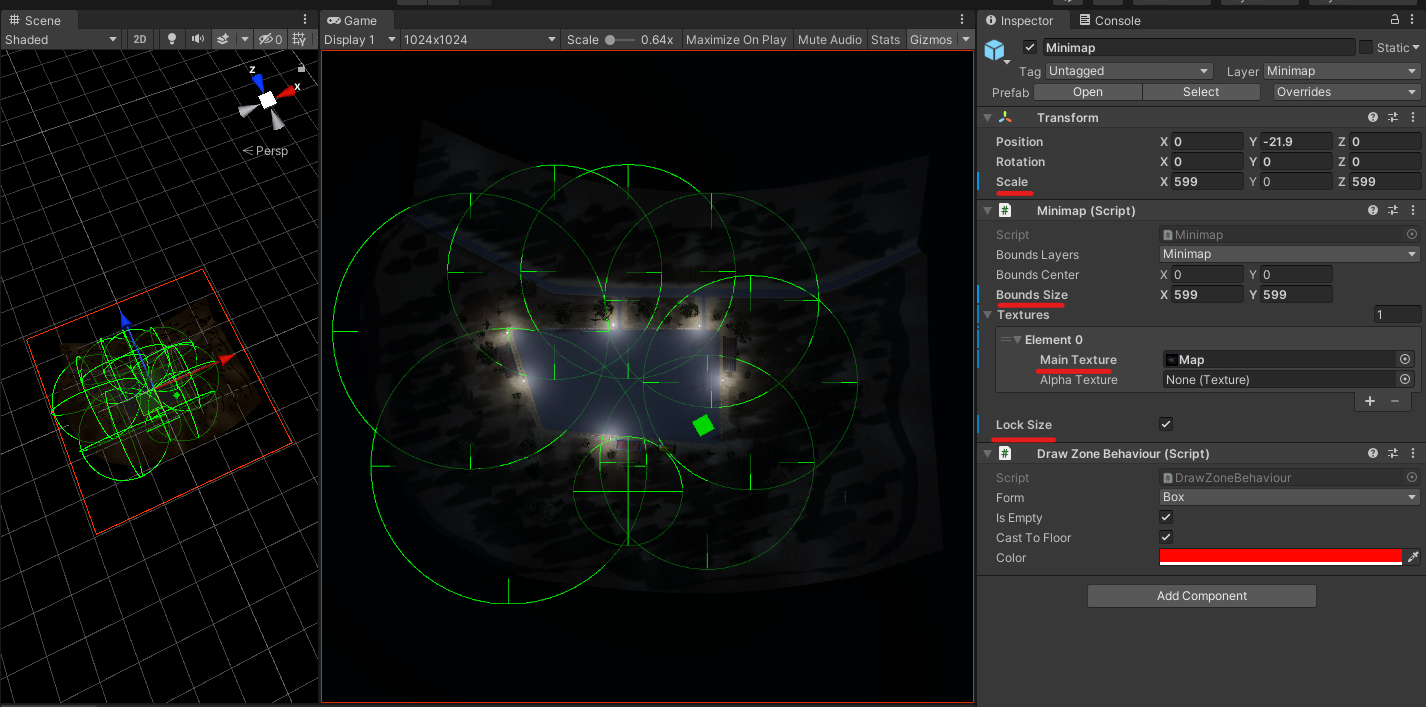 Scene
Shaded 2D 0
z
x
Persp
Game
Display 1 1024x1024 Scale 0.64x Maximize On Play Mute Audio Stats Gizmos
Inspector Console
Minimap Static
Tag Untagged Layer Minimap
Prefab Open Select Overrides
Transform
Position X 0 Y -21.9 Z 0
Rotation X 0 Y 0 Z 0
Scale X 599 Y 0 Z 599
# Minimap (Script)
Script # Minimap
Bounds Layers Minimap
Bounds Center X 0 Y 0
Bounds Size X 599 Y 599
Textures 1
Element 0
Main Texture Map
Alpha Texture None (Texture)
+ −
Lock Size
# Draw Zone Behaviour (Script)
Script # DrawZoneBehaviour
Form Box
Is Empty
Cast To Floor
Color
Add Component